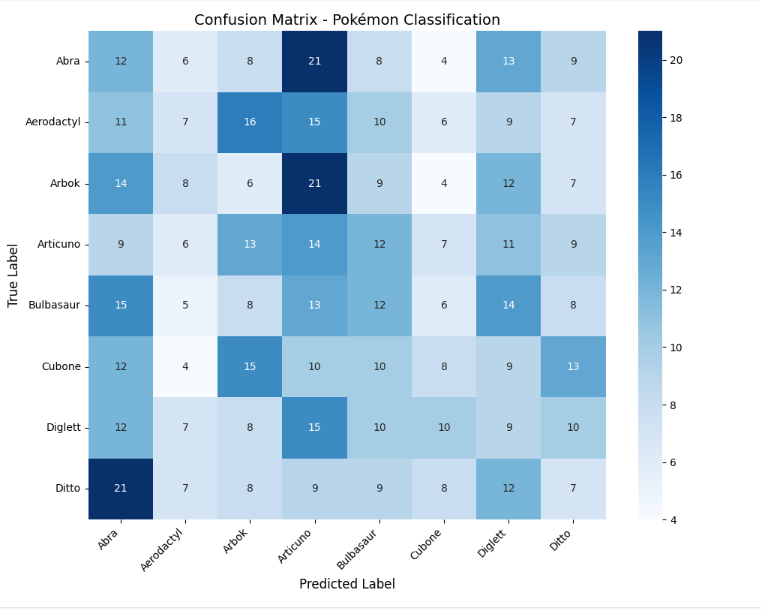 Confusion Matrix - Pokémon Classification
True Label
Abra 12 6 8 21 8 4 13 9
Aerodactyl 11 7 16 15 10 6 9 7
Arbok 14 8 6 21 9 4 12 7
Articuno 9 6 13 14 12 7 11 9
Bulbasaur 15 5 8 13 12 6 14 8
Cubone 12 4 15 10 10 8 9 13
Diglett 12 7 8 15 10 10 9 10
Ditto 21 7 8 9 9 8 12 7
Abra Aerodactyl Arbok Articuno Bulbasaur Cubone Diglett Ditto
Predicted Label
20
18
16
14
12
10
8
6
4